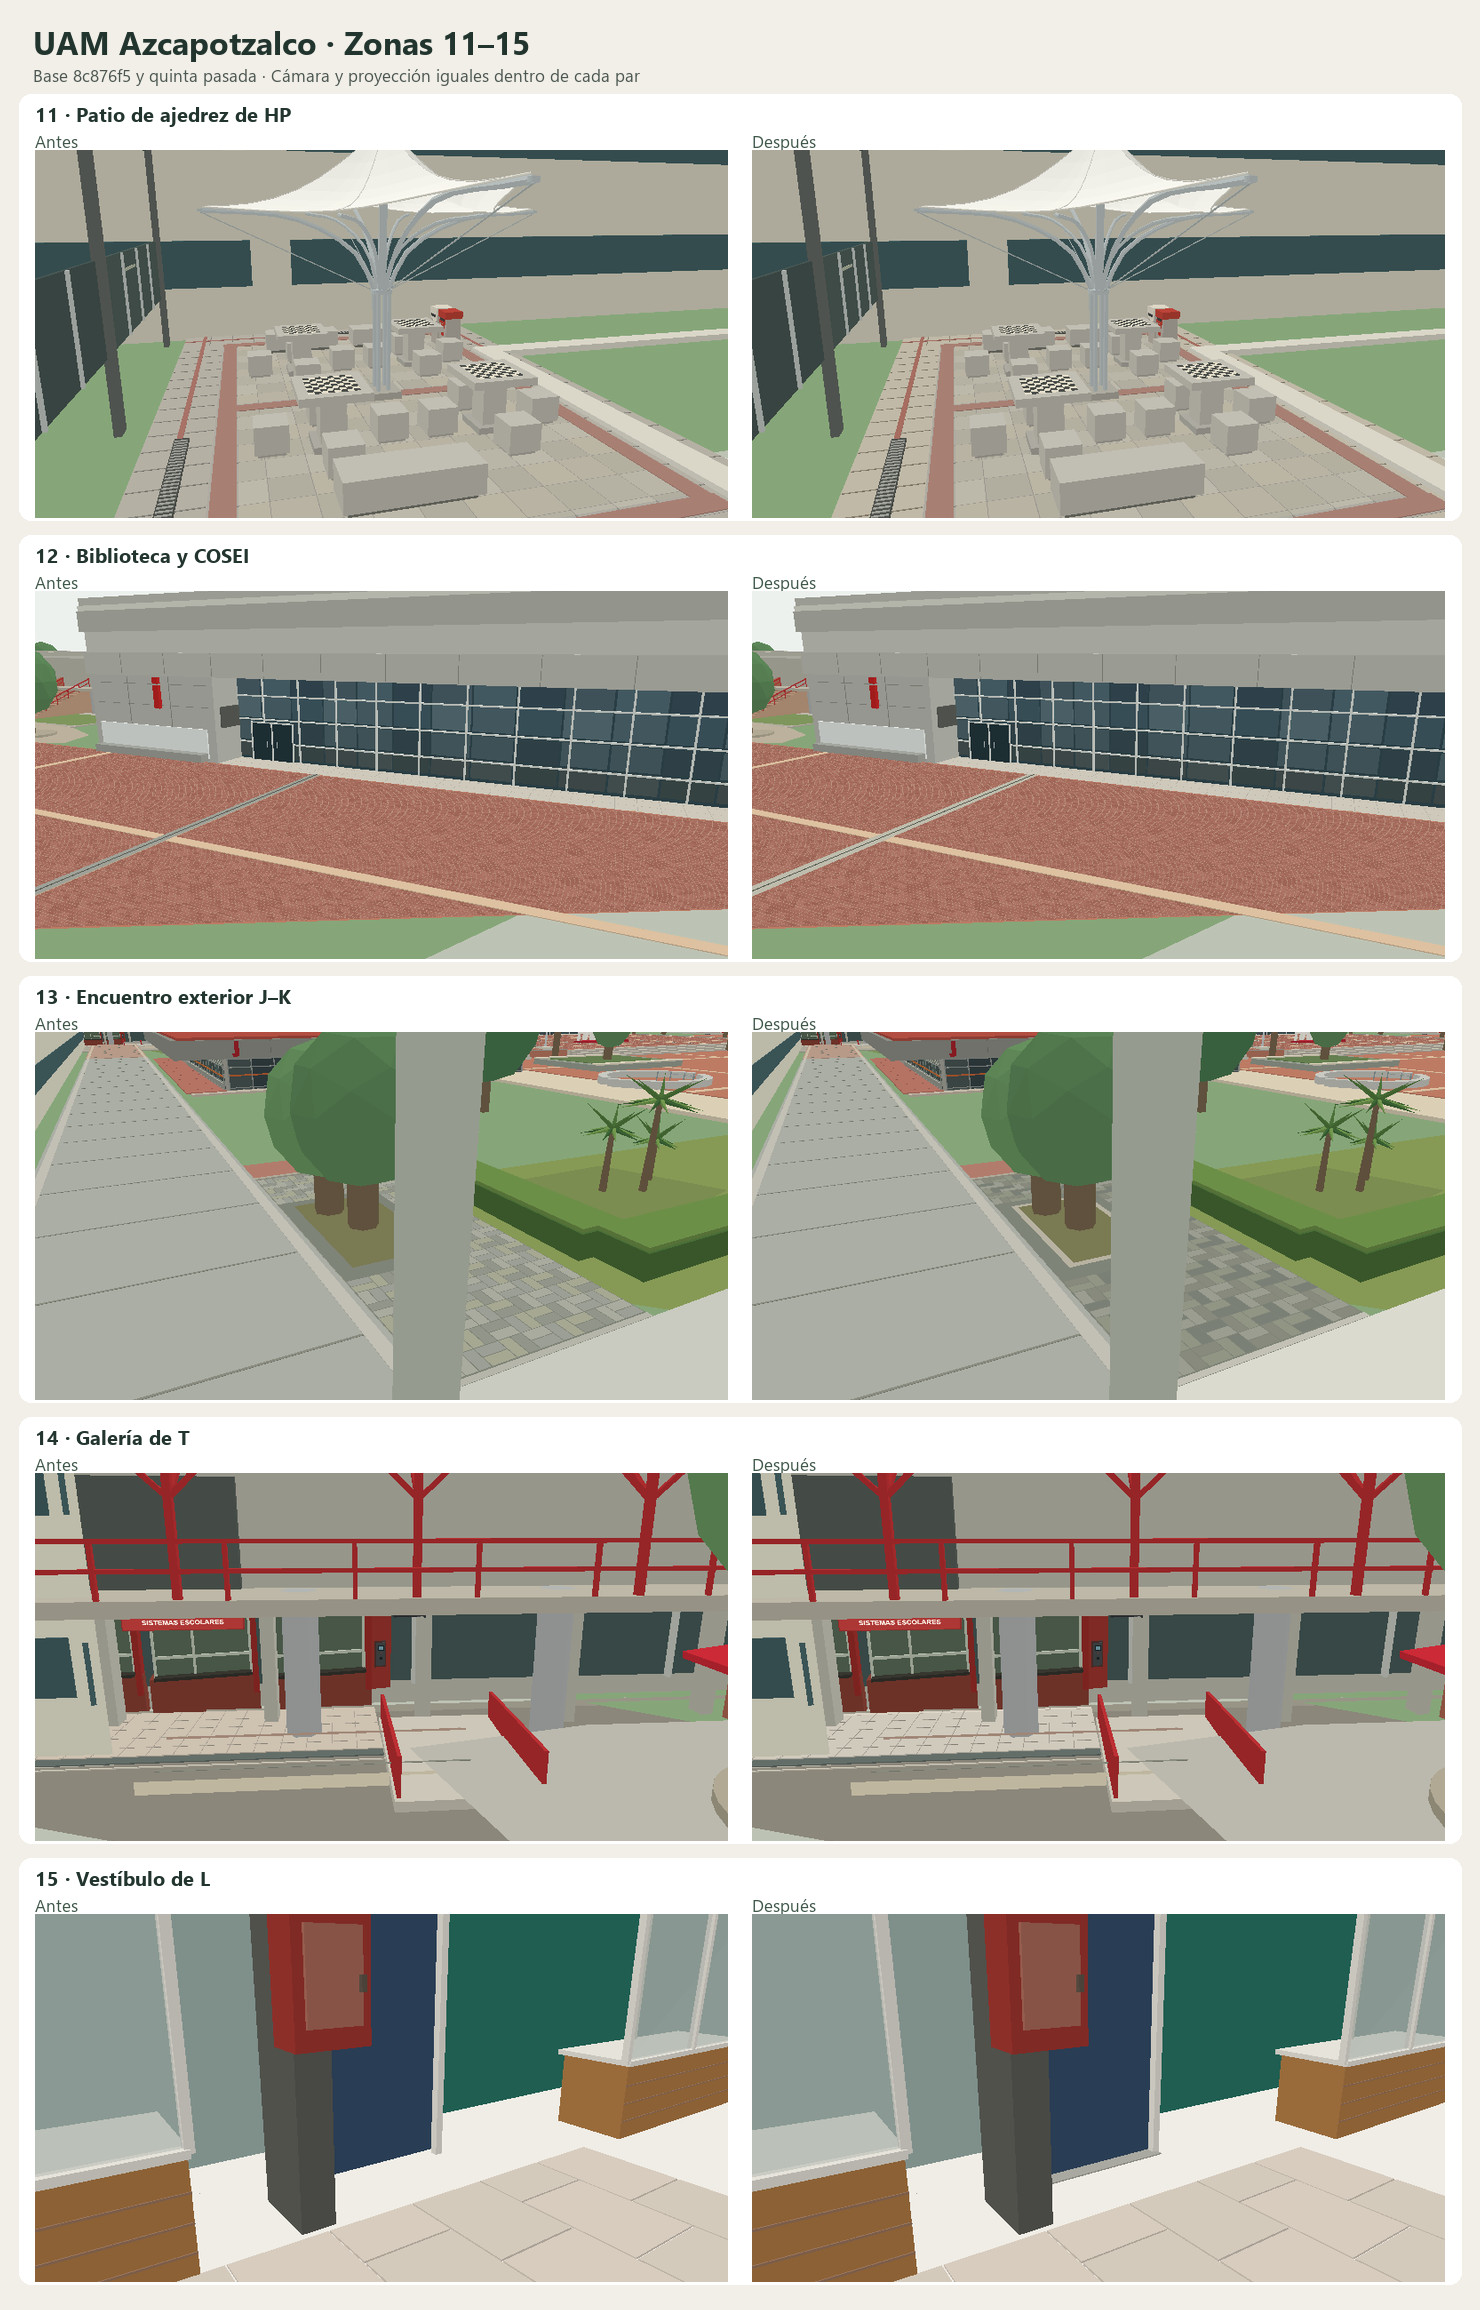 UAM Azcapotzalco · Zonas 11–15
Base 8c876f5 y quinta pasada · Cámara y proyección iguales dentro de cada par
11 · Patio de ajedrez de HP
Antes
Después
12 · Biblioteca y COSEI
Antes
Después
13 · Encuentro exterior J–K
Antes
Después
14 · Galería de T
Antes
Después
SISTEMAS ESCOLARES
SISTEMAS ESCOLARES
15 · Vestíbulo de L
Antes
Después